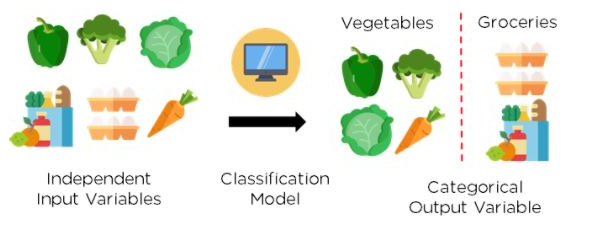 Vegetables
Groceries
Independent
Input Variables
Classification
Model
Categorical
Output Variable